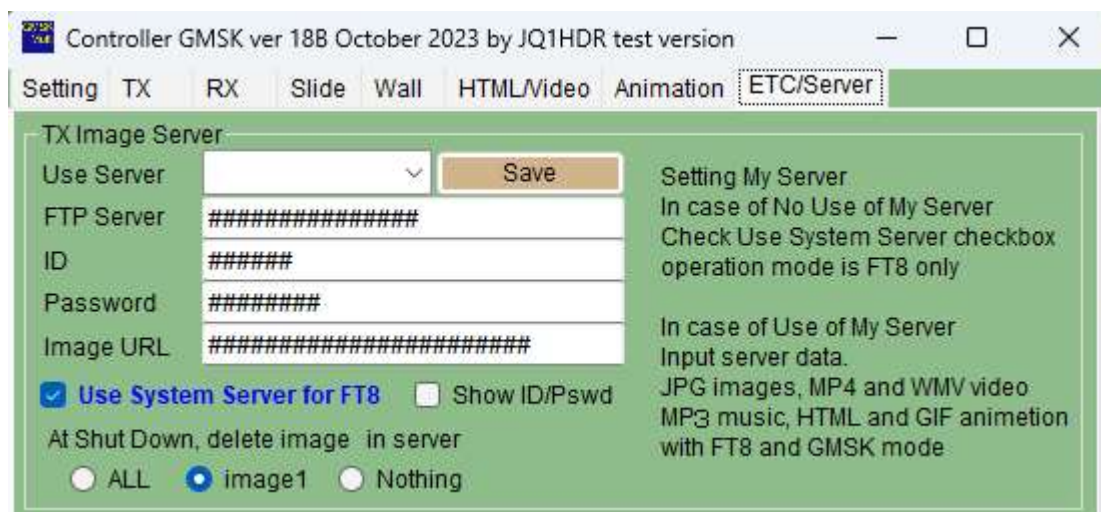 Controller GMSK ver 18B October 2023 by JQ1HDR test version
Setting TX RX Slide Wall HTML/Video Animation ETC/Server
TX Image Server
Use Server Save
FTP Server ###############
ID ######
Password ########
Image URL #######################
Use System Server for FT8 Show ID/Pswd
At Shut Down, delete image in server
ALL image1 Nothing
Setting My Server
In case of No Use of My Server
Check Use System Server checkbox
operation mode is FT8 only
In case of Use of My Server
Input server data.
JPG images, MP4 and WMV video
MP3 music, HTML and GIF animetion
with FT8 and GMSK mode